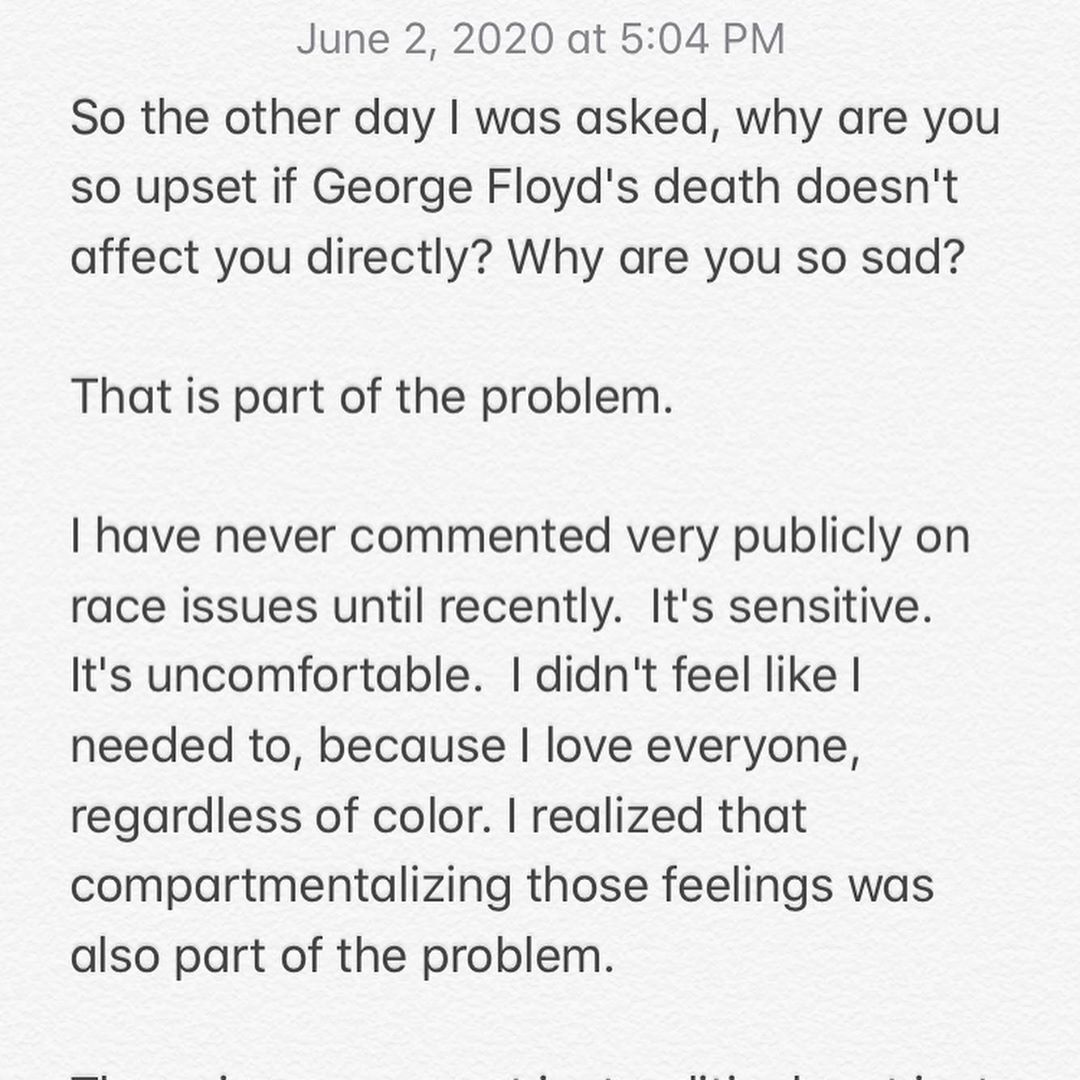 June 2, 2020 at 5:04 PM
So the other day I was asked, why are you
so upset if George Floyd's death doesn't
affect you directly? Why are you so sad?
That is part of the problem.
I have never commented very publicly on
race issues until recently.  It's sensitive.
It's uncomfortable.  I didn't feel like I
needed to, because I love everyone,
regardless of color. I realized that
compartmentalizing those feelings was
also part of the problem.